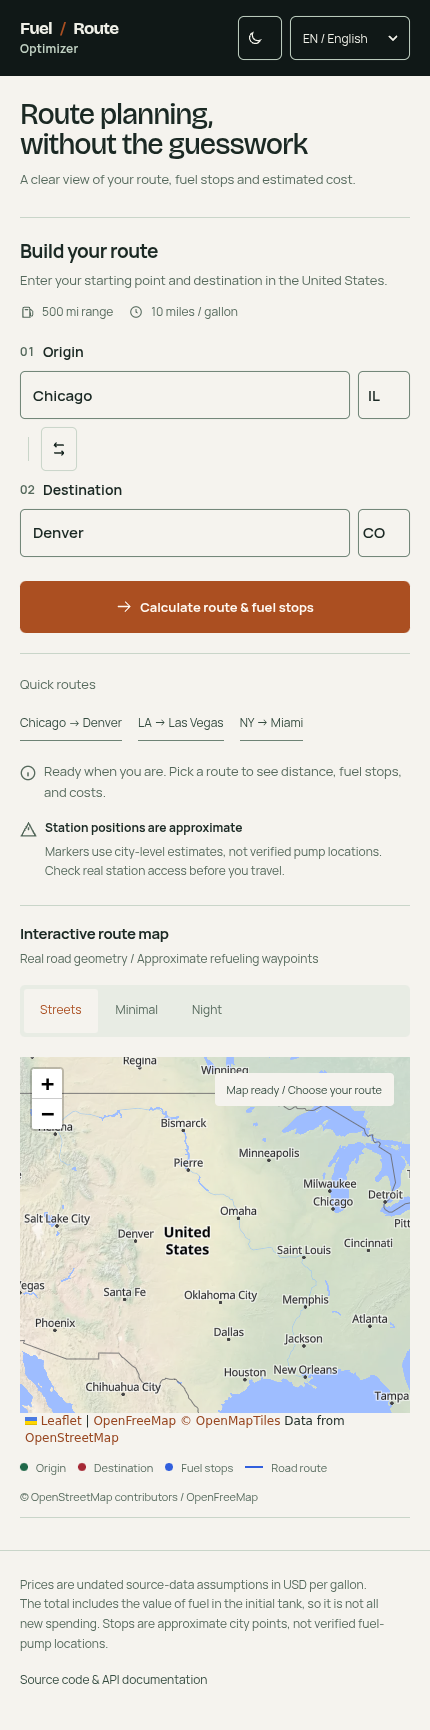 Fuel / Route
Optimizer
EN / English
Route planning,
without the guesswork
A clear view of your route, fuel stops and estimated cost.
Build your route
Enter your starting point and destination in the United States.
500 mi range
10 miles / gallon
01 Origin
Chicago
IL
02 Destination
Denver
CO
→ Calculate route & fuel stops
Quick routes
Chicago → Denver
LA → Las Vegas
NY → Miami
Ready when you are. Pick a route to see distance, fuel stops,
and costs.
Station positions are approximate
Markers use city-level estimates, not verified pump locations.
Check real station access before you travel.
Interactive route map
Real road geometry / Approximate refueling waypoints
Streets
Minimal
Night
Regina
Winnipeg
+
−
Map ready / Choose your route
Bismarck
Minneapolis
Pierre
Milwaukee
Chicago
Detroit
Omaha
Salt Lake City
Pitt
Denver
United
States
Cincinnati
Saint Louis
egas
Santa Fe
Oklahoma City
Memphis
Phoenix
Atlanta
Dallas
Jackson
Houston
New Orleans
Chihuahua City
Tampa
Leaflet | OpenFreeMap © OpenMapTiles Data from
OpenStreetMap
Origin
Destination
Fuel stops
Road route
© OpenStreetMap contributors / OpenFreeMap
Prices are undated source-data assumptions in USD per gallon.
The total includes the value of fuel in the initial tank, so it is not all
new spending. Stops are approximate city points, not verified fuel-
pump locations.
Source code & API documentation